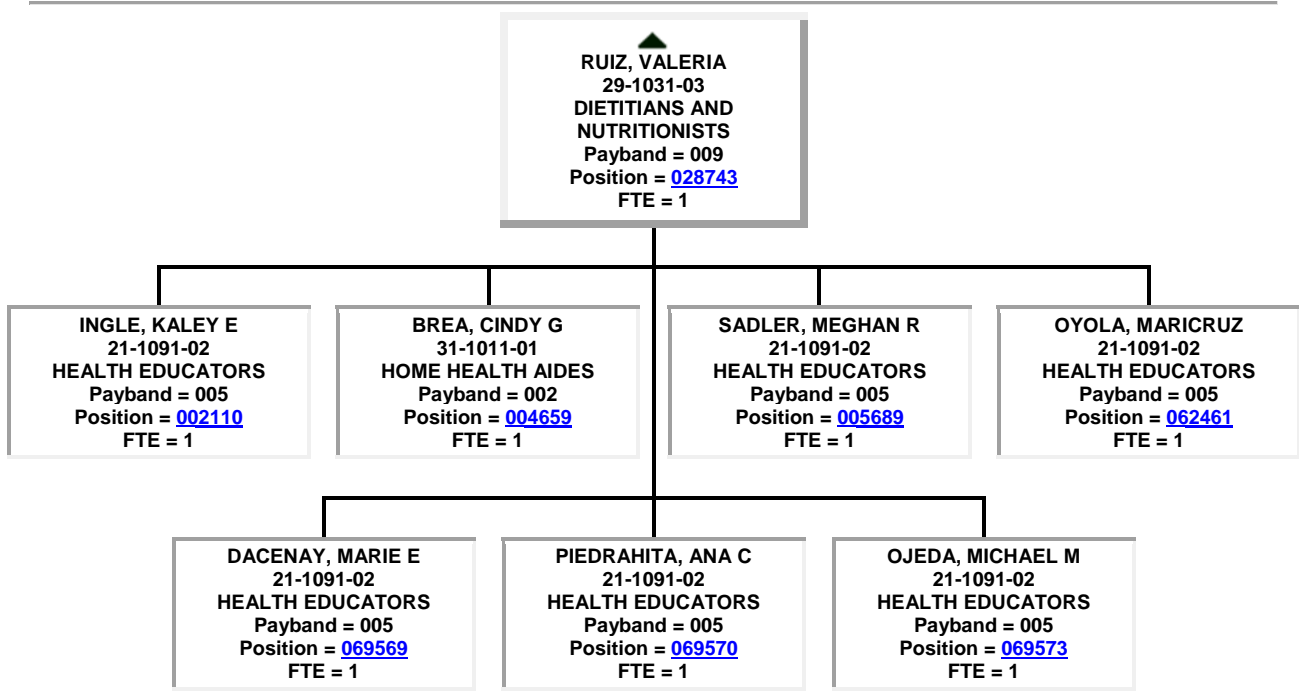 RUIZ, VALERIA
29-1031-03
DIETITIANS AND
NUTRITIONISTS
Payband = 009
Position = 028743
FTE = 1
INGLE, KALEY E
21-1091-02
HEALTH EDUCATORS
Payband = 005
Position = 002110
FTE = 1
BREA, CINDY G
31-1011-01
HOME HEALTH AIDES
Payband = 002
Position = 004659
FTE = 1
SADLER, MEGHAN R
21-1091-02
HEALTH EDUCATORS
Payband = 005
Position = 005689
FTE = 1
OYOLA, MARICRUZ
21-1091-02
HEALTH EDUCATORS
Payband = 005
Position = 062461
FTE = 1
DACENAY, MARIE E
21-1091-02
HEALTH EDUCATORS
Payband = 005
Position = 069569
FTE = 1
PIEDRAHITA, ANA C
21-1091-02
HEALTH EDUCATORS
Payband = 005
Position = 069570
FTE = 1
OJEDA, MICHAEL M
21-1091-02
HEALTH EDUCATORS
Payband = 005
Position = 069573
FTE = 1